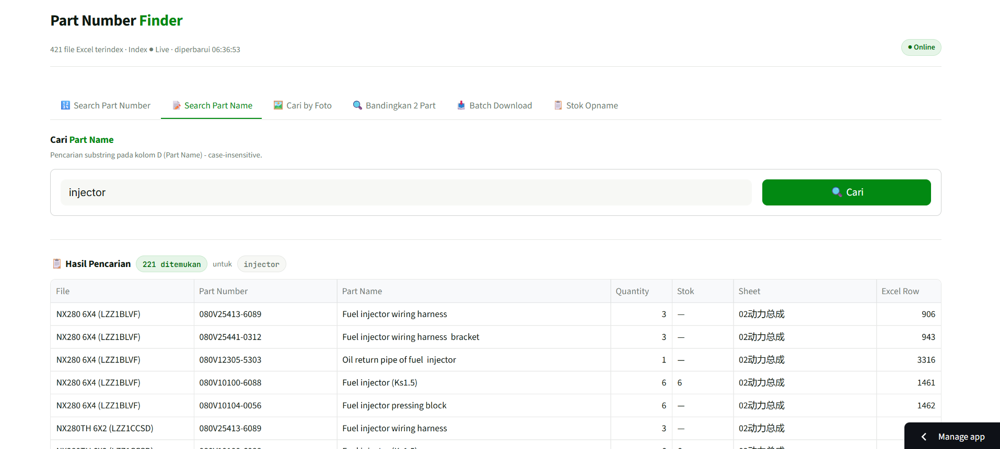 Part Number Finder
421 file Excel terindex · Index ● Live · diperbarui 06:36:53
● Online
Search Part Number
Search Part Name
Cari by Foto
Bandingkan 2 Part
Batch Download
Stok Opname
Cari Part Name
Pencarian substring pada kolom D (Part Name) - case-insensitive.
injector
Cari
Hasil Pencarian 221 ditemukan untuk injector
File Part Number Part Name Quantity Stok Sheet Excel Row
NX280 6X4 (LZZ1BLVF) 080V25413-6089 Fuel injector wiring harness 3 — 02动力总成 906
NX280 6X4 (LZZ1BLVF) 080V25441-0312 Fuel injector wiring harness  bracket 3 — 02动力总成 943
NX280 6X4 (LZZ1BLVF) 080V12305-5303 Oil return pipe of fuel  injector 1 — 02动力总成 3316
NX280 6X4 (LZZ1BLVF) 080V10100-6088 Fuel injector (Ks1.5) 6 6 02动力总成 1461
NX280 6X4 (LZZ1BLVF) 080V10104-0056 Fuel injector pressing block 6 — 02动力总成 1462
NX280TH 6X2 (LZZ1CCSD) 080V25413-6089 Fuel injector wiring harness 3 — 02动力总成
Manage app